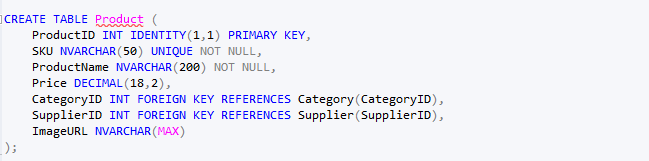 CREATE TABLE Product (
ProductID INT IDENTITY(1,1) PRIMARY KEY,
SKU NVARCHAR(50) UNIQUE NOT NULL,
ProductName NVARCHAR(200) NOT NULL,
Price DECIMAL(18,2),
CategoryID INT FOREIGN KEY REFERENCES Category(CategoryID),
SupplierID INT FOREIGN KEY REFERENCES Supplier(SupplierID),
ImageURL NVARCHAR(MAX)
);